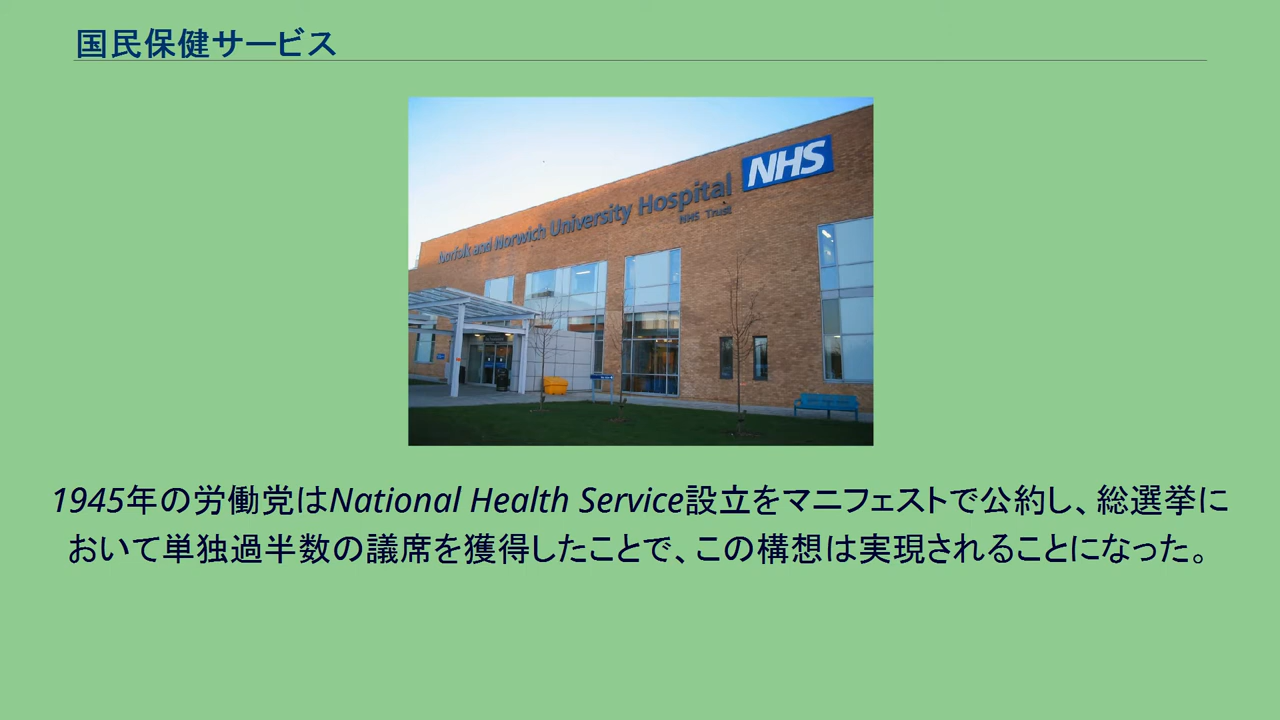 国民保健サービス
NHS
Norfolk and Norwich University Hospital
NHS Trust
1945年の労働党はNational Health Service設立をマニフェストで公約し、総選挙に
おいて単独過半数の議席を獲得したことで、この構想は実現されることになった。